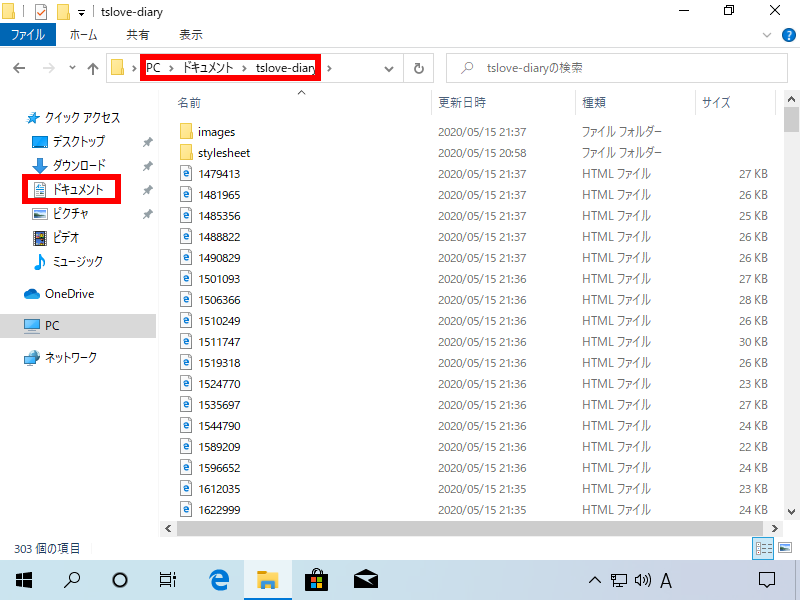 tslove-diary
ファイル ホーム 共有 表示
PC > ドキュメント > tslove-diary >
tslove-diaryの検索
名前 更新日時 種類 サイズ
クイック アクセス
デスクトップ
ダウンロード
ドキュメント
ピクチャ
ビデオ
ミュージック
OneDrive
PC
ネットワーク
images 2020/05/15 21:37 ファイル フォルダー
stylesheet 2020/05/15 20:58 ファイル フォルダー
1479413 2020/05/15 21:37 HTML ファイル 27 KB
1481965 2020/05/15 21:37 HTML ファイル 26 KB
1485356 2020/05/15 21:37 HTML ファイル 25 KB
1488822 2020/05/15 21:37 HTML ファイル 26 KB
1490829 2020/05/15 21:37 HTML ファイル 26 KB
1501093 2020/05/15 21:36 HTML ファイル 27 KB
1506366 2020/05/15 21:36 HTML ファイル 28 KB
1510249 2020/05/15 21:36 HTML ファイル 26 KB
1511747 2020/05/15 21:36 HTML ファイル 30 KB
1519318 2020/05/15 21:36 HTML ファイル 26 KB
1524770 2020/05/15 21:36 HTML ファイル 23 KB
1535697 2020/05/15 21:36 HTML ファイル 27 KB
1544790 2020/05/15 21:36 HTML ファイル 24 KB
1589209 2020/05/15 21:36 HTML ファイル 22 KB
1596652 2020/05/15 21:36 HTML ファイル 24 KB
1612035 2020/05/15 21:35 HTML ファイル 23 KB
1622999 2020/05/15 21:35 HTML ファイル 24 KB
303 個の項目
A